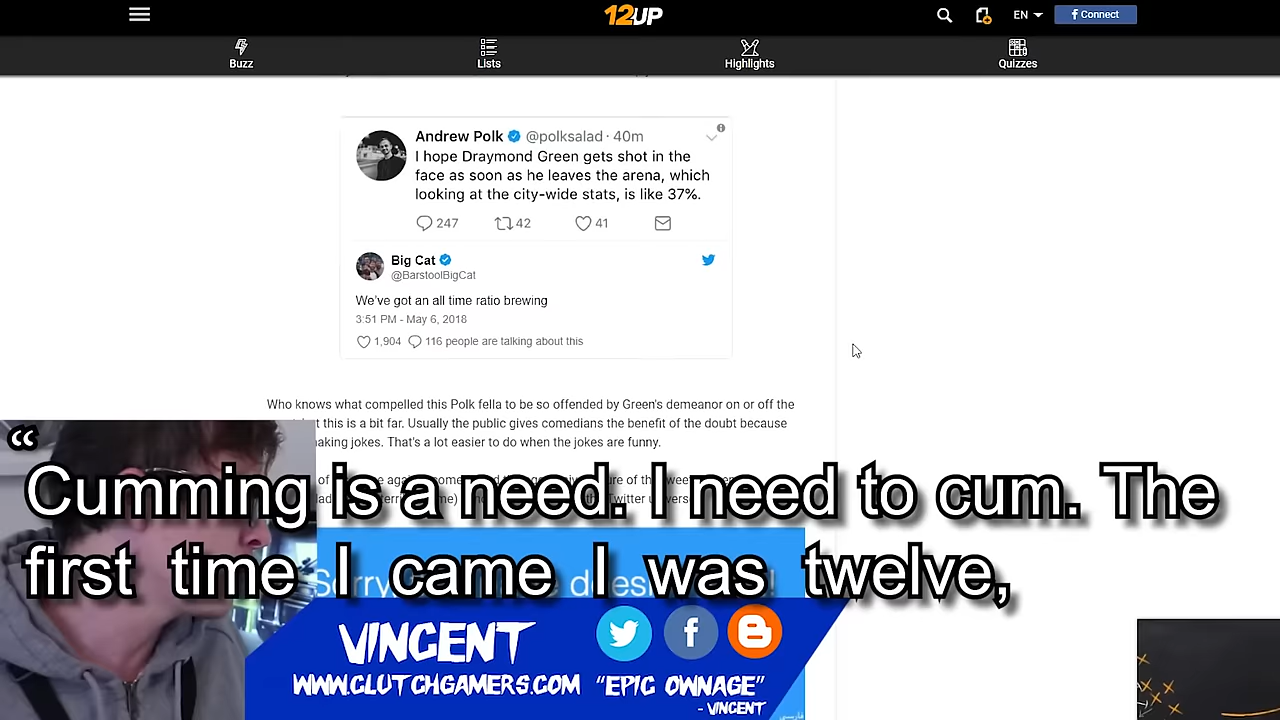 12UP
EN
Connect
Buzz
Lists
Highlights
Quizzes
Andrew Polk @polksalad · 40m
I hope Draymond Green gets shot in the
face as soon as he leaves the arena, which
looking at the city-wide stats, is like 37%.
247 42 41
Big Cat
@BarstoolBigCat
We've got an all time ratio brewing
3:51 PM - May 6, 2018
1,904 116 people are talking about this
Who knows what compelled this Polk fella to be so offended by Green's demeanor on or off the
this is a bit far. Usually the public gives comedians the benefit of the doubt because
making jokes. That's a lot easier to do when the jokes are funny.
“
Cumming is a need. I need to cum. The
first time I came I was twelve,
Sorry
VINCENT
WWW.CLUTCHGAMERS.COM
"EPIC OWNAGE"
- VINCENT